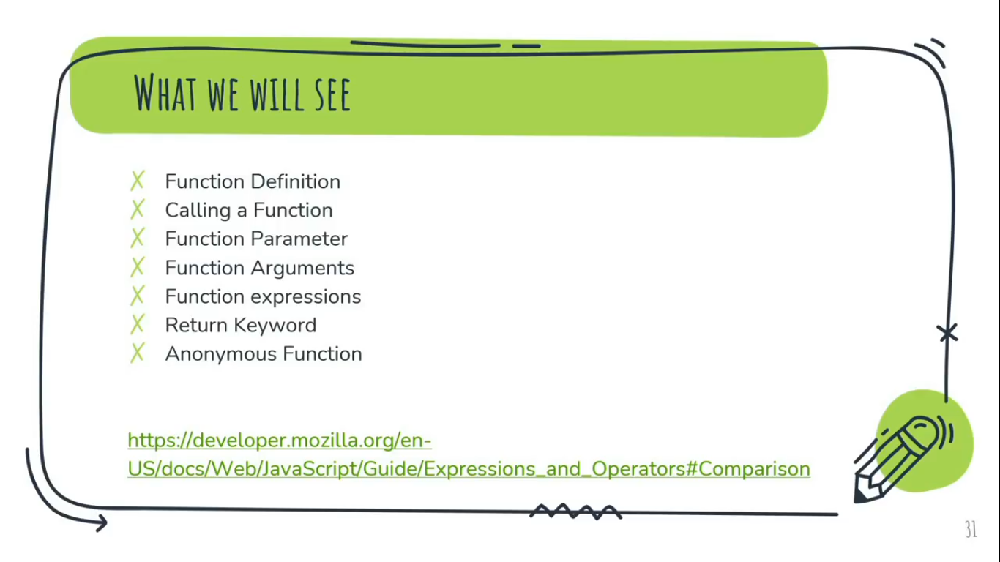 What we will see
Function Definition
Calling a Function
Function Parameter
Function Arguments
Function expressions
Return Keyword
Anonymous Function
https://developer.mozilla.org/en-
US/docs/Web/JavaScript/Guide/Expressions_and_Operators#Comparison
31